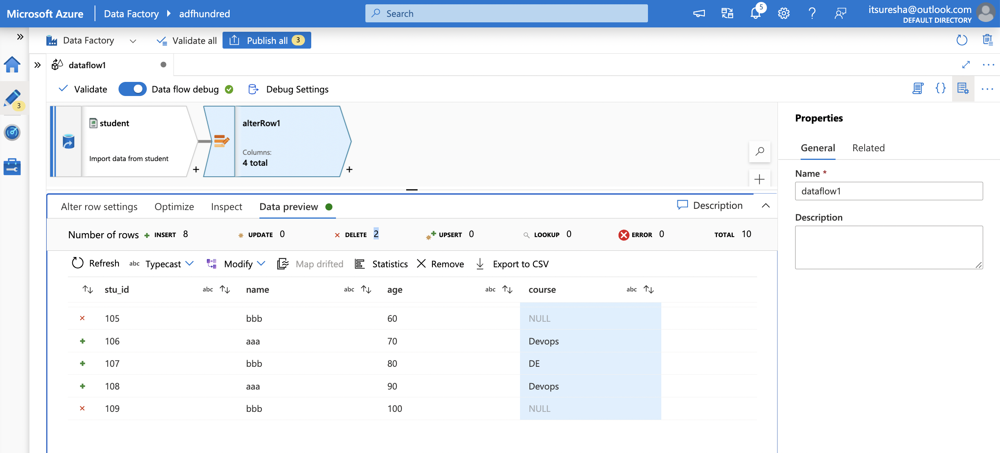 Microsoft Azure Data Factory adfhundred Search 5 itsuresha@outlook.com
DEFAULT DIRECTORY
Data Factory Validate all Publish all 3
dataflow1
Validate Data flow debug Debug Settings
3
student
Import data from student
alterRow1
Columns:
4 total
Properties
General Related
Name *
dataflow1
Description
Alter row settings Optimize Inspect Data preview Description
Number of rows INSERT 8 UPDATE 0 DELETE 2 UPSERT 0 LOOKUP 0 ERROR 0 TOTAL 10
Refresh abc Typecast Modify Map drifted Statistics Remove Export to CSV
stu_id abc name abc age abc course abc
105 bbb 60 NULL
106 aaa 70 Devops
107 bbb 80 DE
108 aaa 90 Devops
109 bbb 100 NULL